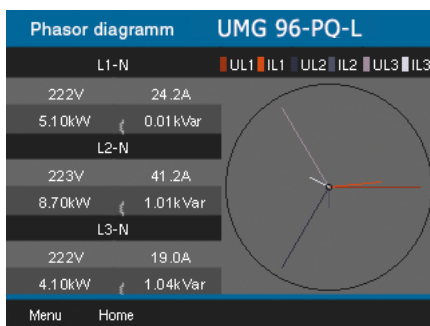 Phasor diagramm UMG 96-PQ-L
L1-N UL1 IL1 UL2 IL2 UL3 IL3
222V 24.2A
5.10kW 0.01kVar
L2-N
223V 41.2A
8.70kW 1.01kVar
L3-N
222V 19.0A
4.10kW 1.04kVar
Menu Home